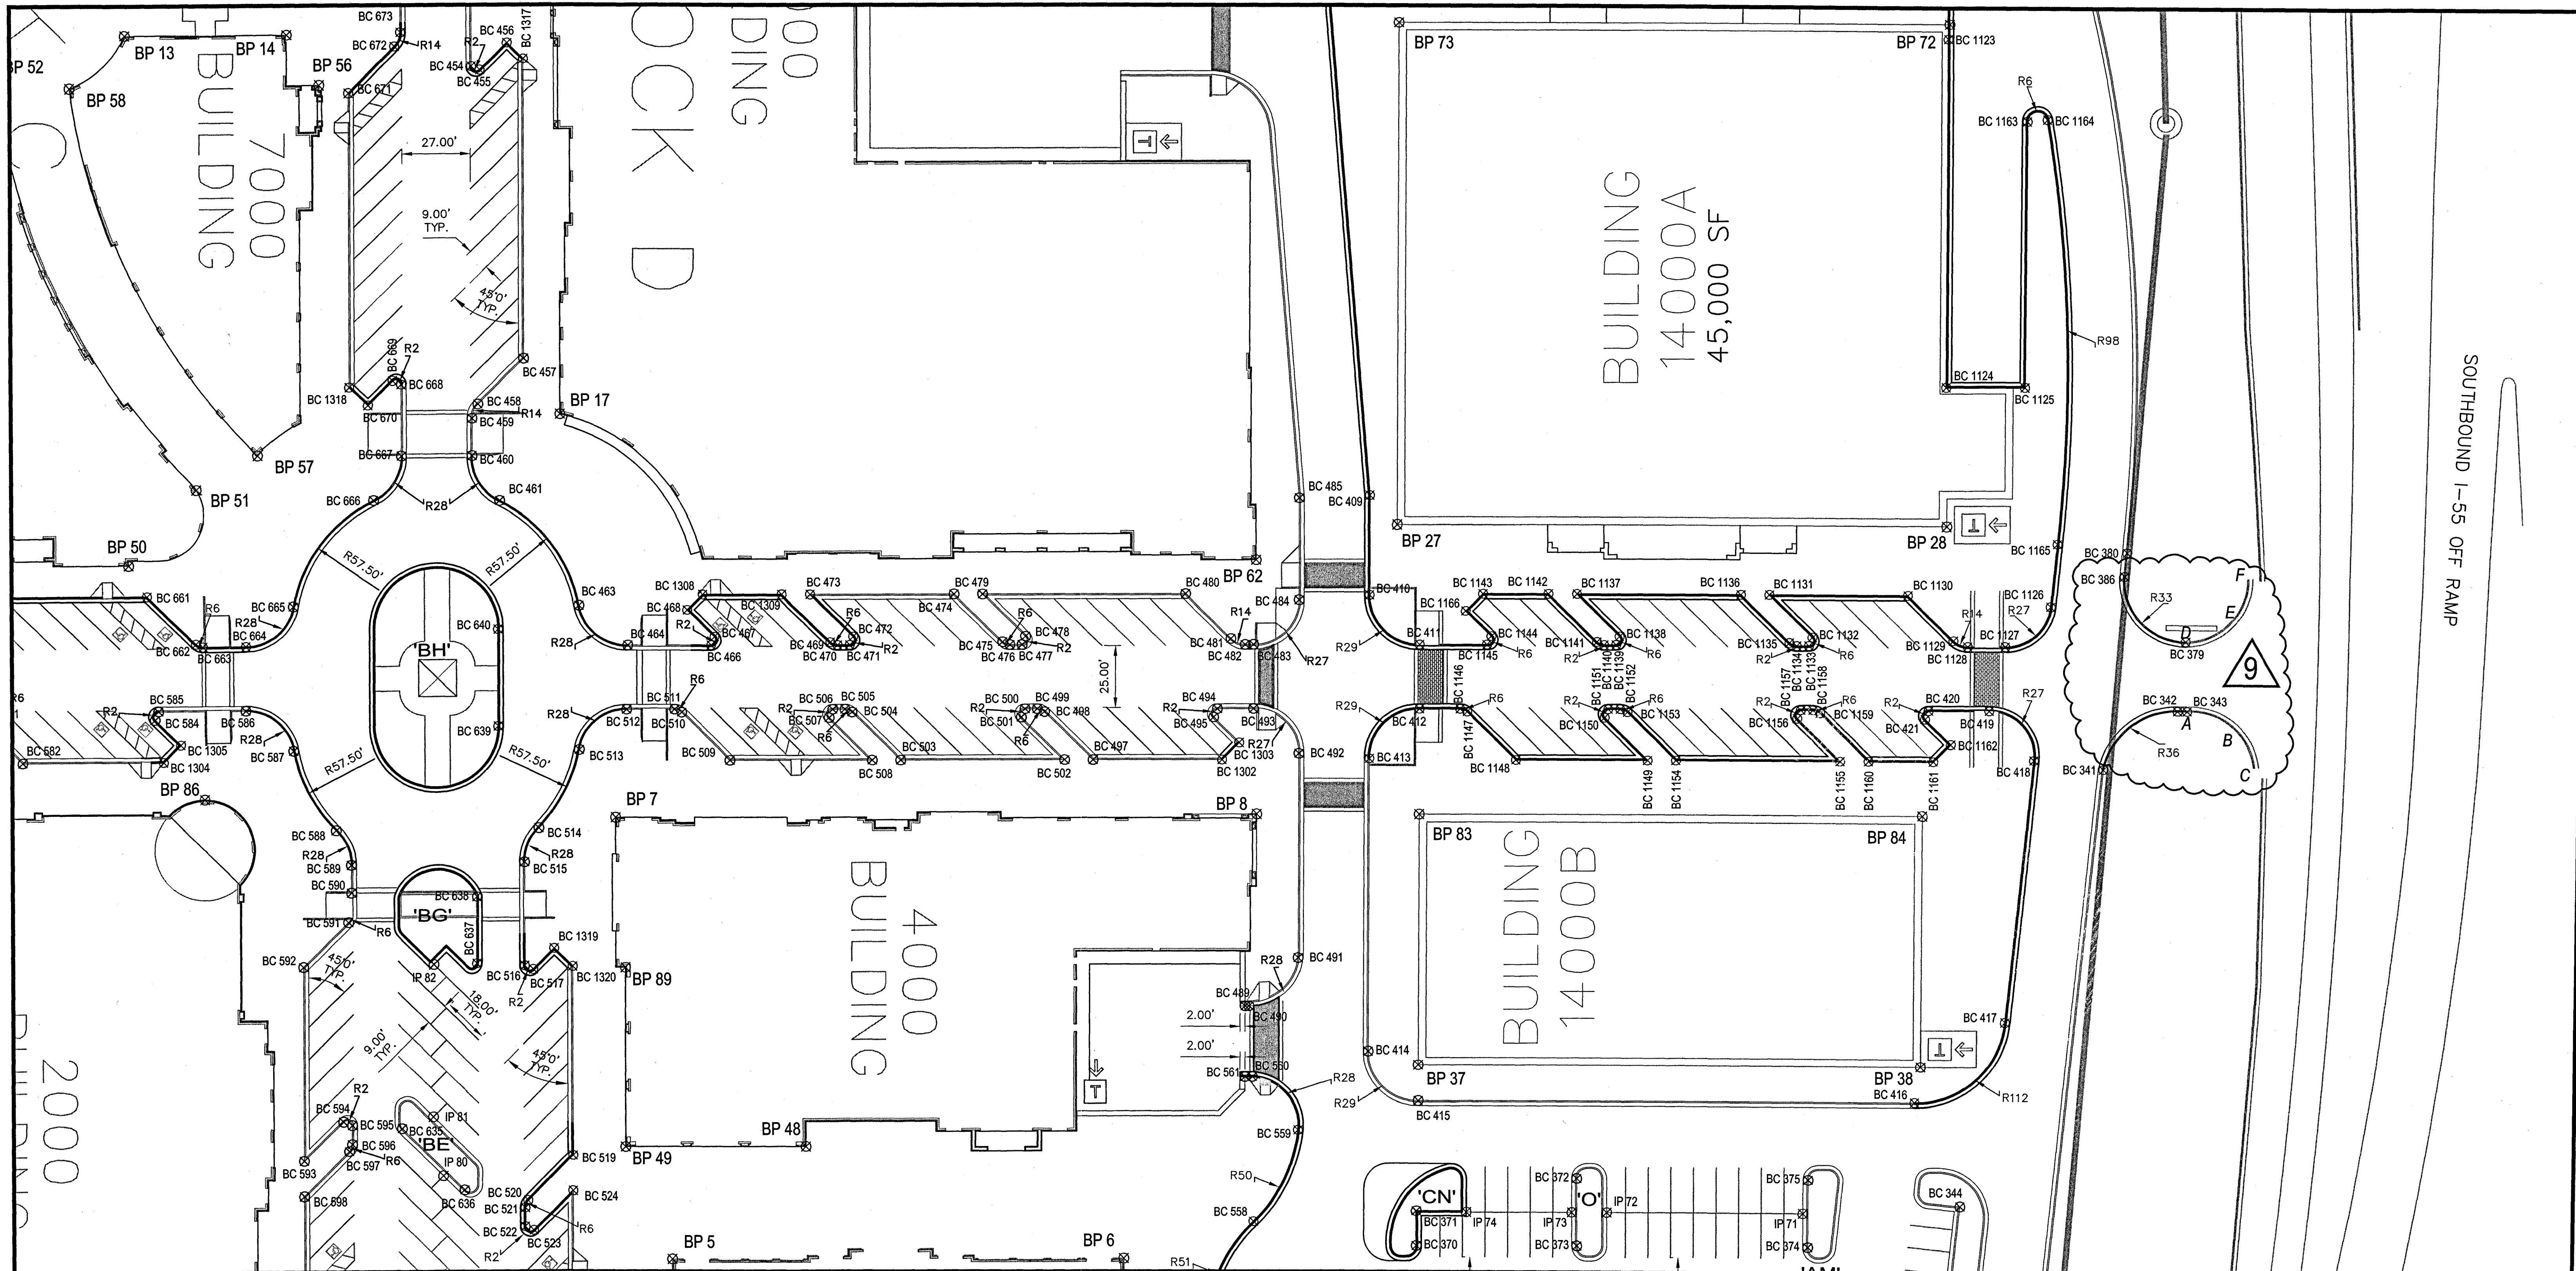 BC 673
BC 672
R14
BC 671
BP 13
BP 14
BP 52
BP 58
BP 56
BUILDING
7000
C
27.00'
9.00'
TYP.
45°0'
TYP.
R2
BC 454
BC 455
BC 456
BC 1317
OCK D
000
DING
T
BP 73
BP 72
BC 1123
BUILDING
14000A
45,000 SF
R6
BC 1163
BC 1164
R98
BC 1124
BC 1125
SOUTHBOUND I-55 OFF RAMP
BC 669
R2
BC 668
BC 1318
BC 670
BC 457
BC 458
R14
BC 459
BP 17
BC 667
BC 460
BP 57
BC 666
BC 461
R28
BP 51
BP 50
R57.50'
R57.50'
BC 485
BC 409
BP 27
BP 28
T
BC 1165
BP 62
BC 661
R6
BC 665
R28
BC 664
BC 662
BC 663
BC 640
'BH'
BC 639
BC 463
R28
BC 464
BC 1308
BC 468
R2
BC 467
BC 466
BC 1309
BC 473
R6
BC 472
BC 469
BC 470
BC 471
R2
BC 479
BC 474
R6
BC 478
BC 475
BC 476
BC 477
R2
BC 480
R14
BC 481
BC 482
BC 483
BC 484
R27
BC 410
R29
BC 411
BC 1166
BC 1143
BC 1142
BC 1144
BC 1145
R6
BC 1137
BC 1136
BC 1141
R2
BC 1140
BC 1139
BC 1138
R6
BC 1131
BC 1130
BC 1135
R2
BC 1134
BC 1133
BC 1132
R6
BC 1126
R14
R27
BC 1129
BC 1128
BC 1127
BC 380
BC 386
R33
F
E
D
BC 379
9
BC 342
BC 343
A
B
C
R36
BC 341
25.00'
R6
1
BC 585
R2
BC 584
BC 586
R28
BC 1305
BC 587
BC 582
BC 1304
R57.50'
R57.50'
R28
BC 512
BC 511
R6
BC 510
BC 513
BC 509
BC 506
BC 505
R2
BC 507
BC 504
R6
BC 508
BC 503
BC 500
BC 499
R2
BC 501
BC 498
R6
BC 502
BC 497
BC 494
R2
BC 495
BC 493
R27
BC 1303
BC 1302
BC 492
R29
BC 412
BC 413
BC 1146
R6
BC 1147
BC 1148
BC 1151
R2
BC 1150
BC 1152
R6
BC 1153
BC 1149
BC 1154
BC 1157
R2
BC 1156
BC 1158
R6
BC 1159
BC 1155
BC 1160
R2
BC 420
BC 421
BC 419
R27
BC 1162
BC 1161
BC 418
BP 86
BC 588
R28
BC 589
BC 590
BC 591
R6
BC 514
R28
BC 515
BC 638
'BG'
BC 637
IP 82
BC 516
BC 517
R2
BC 1319
BC 1320
BP 7
BP 8
BP 89
BUILDING
4000
BP 83
BP 84
BUILDING
14000B
BC 592
45°0'
TYP.
18.00'
TYP.
9.00'
TYP.
45°0'
TYP.
BC 491
R28
BC 489
BC 490
2.00'
2.00'
BC 561
BC 560
R28
T
BC 417
T
BC 414
BP 37
BP 38
R29
BC 415
BC 416
R112
2000
BC 594
R2
BC 595
BC 596
R6
BC 597
BC 593
BC 598
IP 81
BC 635
'BE'
IP 80
BC 636
BC 519
BC 520
BC 521
BC 522
BC 523
BC 524
R6
R2
BP 49
BP 48
BC 559
R50
BC 558
R51
BP 5
BP 6
'CN'
BC 371
BC 370
IP 74
BC 372
'O'
IP 73
BC 373
IP 72
BC 375
IP 71
BC 374
BC 344
'AM'